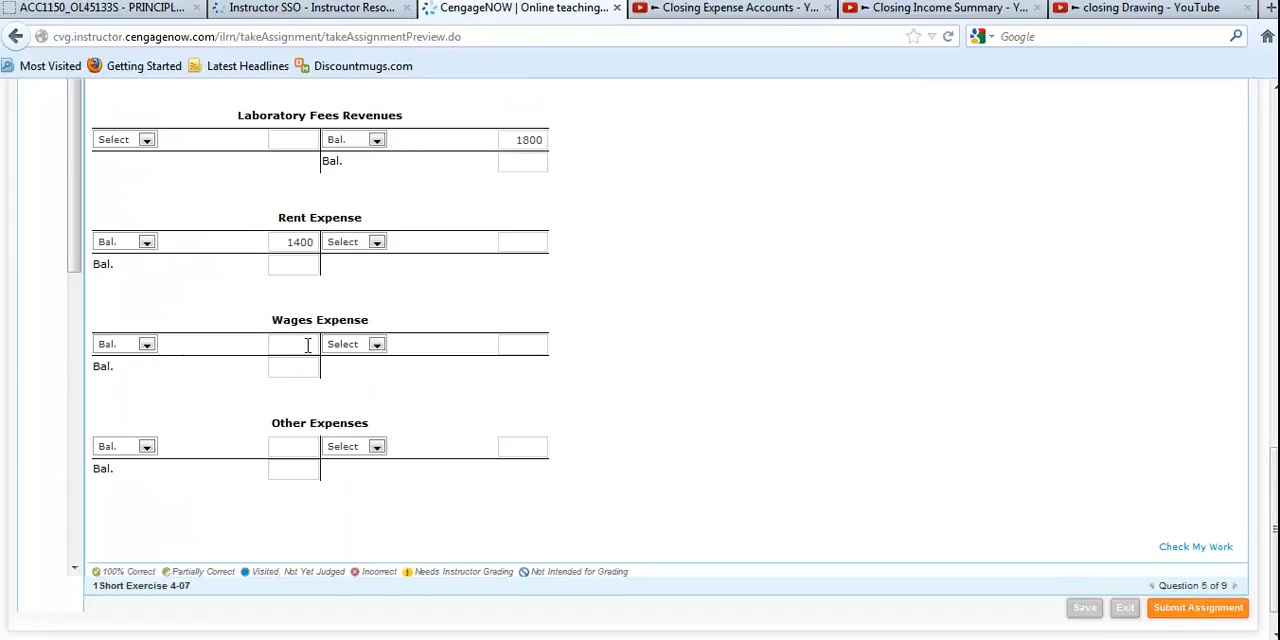 ACC1150_OL45133S - PRINCIPL... × Instructor SSO - Instructor Reso... × CengageNOW | Online teaching... × ► Closing Expense Accounts - Y... × ► Closing Income Summary - Y... × ► closing Drawing - YouTube ×
cvg.instructor.cengagenow.com/ilrn/takeAssignment/takeAssignmentPreview.do Google
Most Visited Getting Started Latest Headlines Discountmugs.com
Laboratory Fees Revenues
Select Bal. 1800
Bal.
Rent Expense
Bal. 1400 Select
Bal.
Wages Expense
Bal. Select
Bal.
Other Expenses
Bal. Select
Bal.
Check My Work
100% Correct Partially Correct Visited, Not Yet Judged Incorrect Needs Instructor Grading Not Intended for Grading
1Short Exercise 4-07 Question 5 of 9
Save Exit Submit Assignment